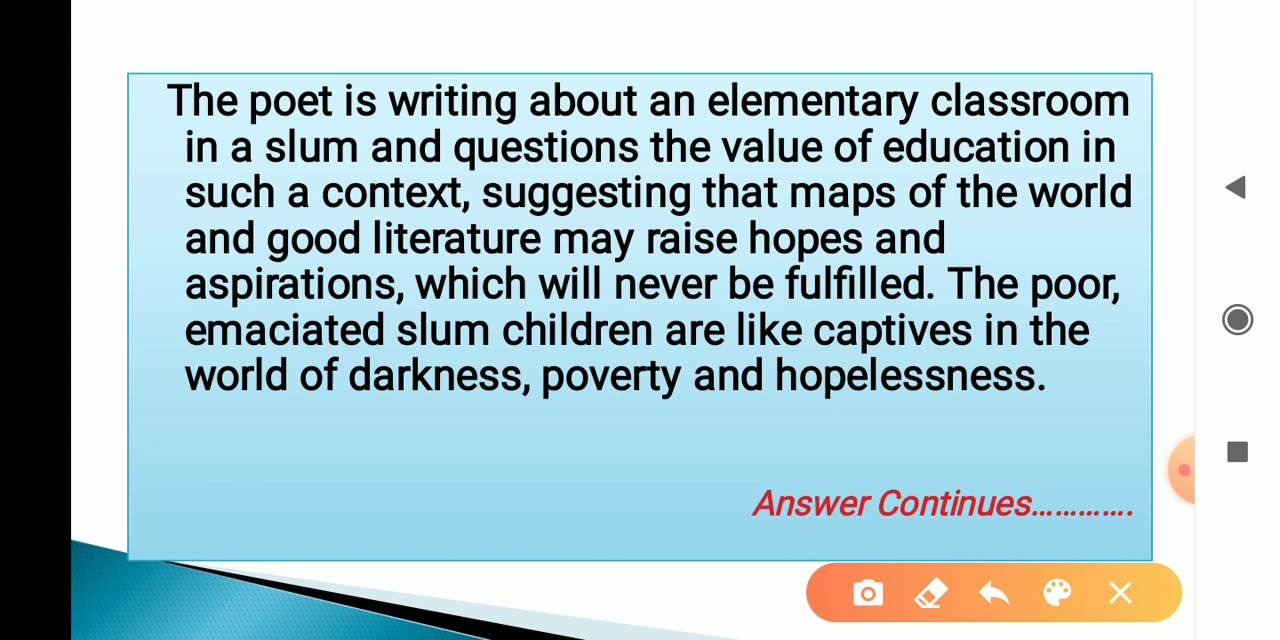 The poet is writing about an elementary classroom
in a slum and questions the value of education in
such a context, suggesting that maps of the world
and good literature may raise hopes and
aspirations, which will never be fulfilled. The poor,
emaciated slum children are like captives in the
world of darkness, poverty and hopelessness.
Answer Continues.............